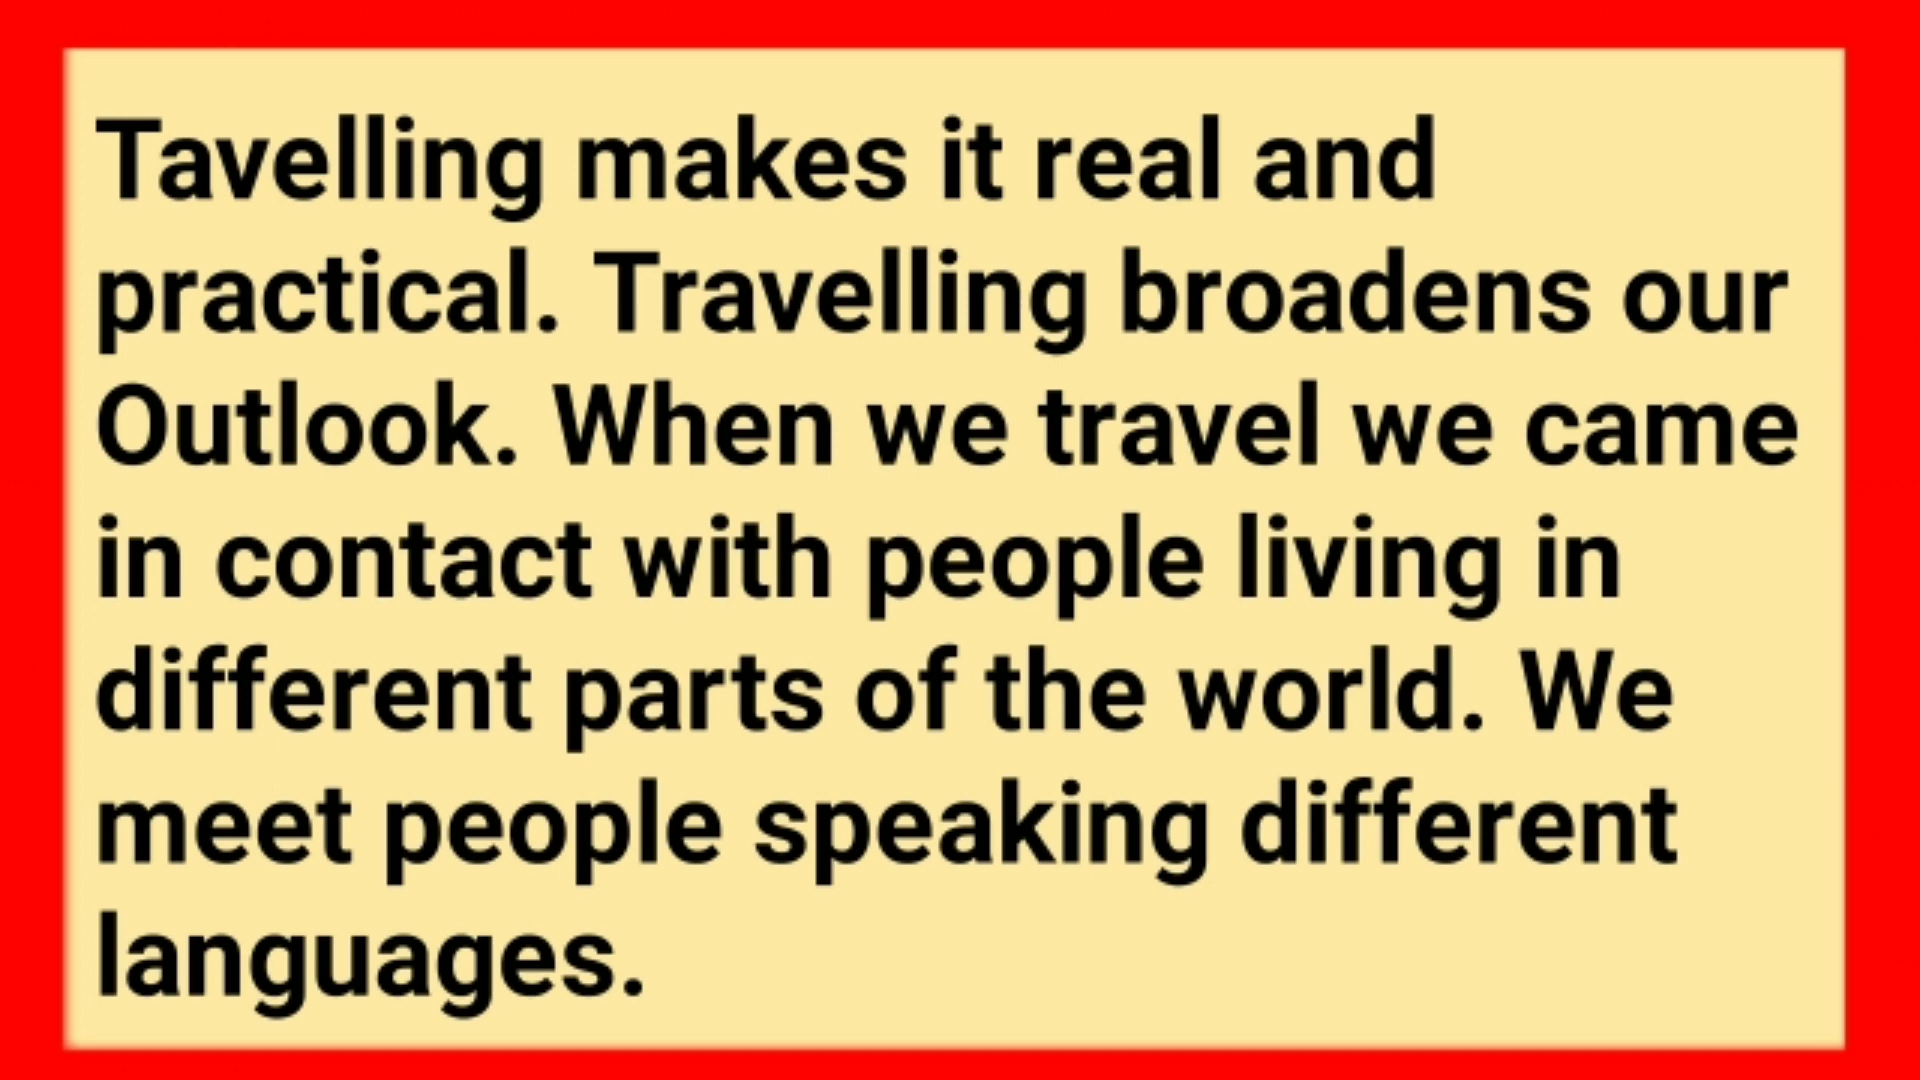 Tavelling makes it real and
practical. Travelling broadens our
Outlook. When we travel we came
in contact with people living in
different parts of the world. We
meet people speaking different
languages.